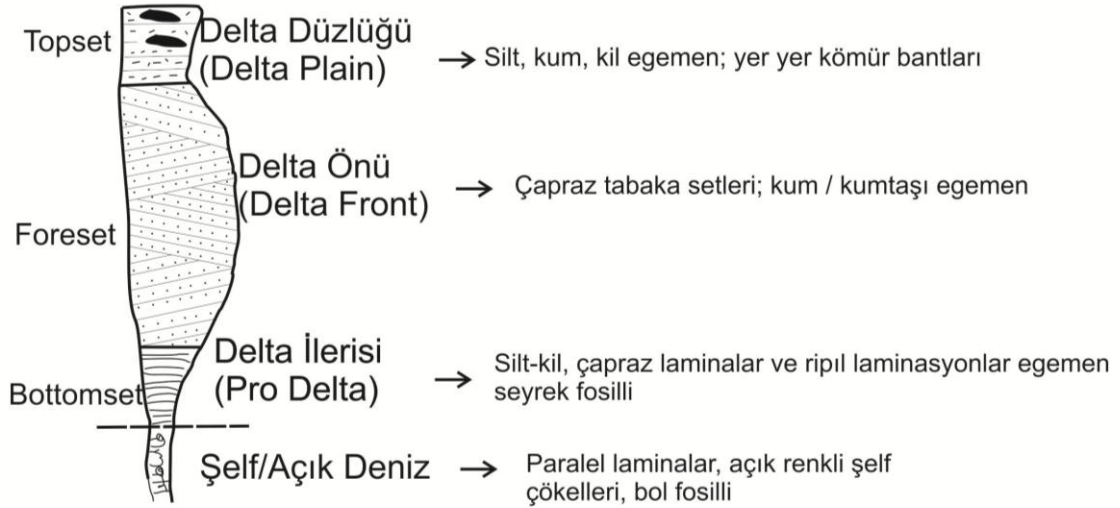 Topset
Delta Düzlüğü
(Delta Plain)
→ Silt, kum, kil egemen; yer yer kömür bantları
Foreset
Delta Önü
(Delta Front)
→ Çapraz tabaka setleri; kum / kumtaşı egemen
Bottomset
Delta İlerisi
(Pro Delta)
→ Silt-kil, çapraz laminalar ve ripıl laminasyonlar egemen
seyrek fosilli
Şelf/Açık Deniz
→ Paralel laminalar, açık renkli şelf
çökelleri, bol fosilli